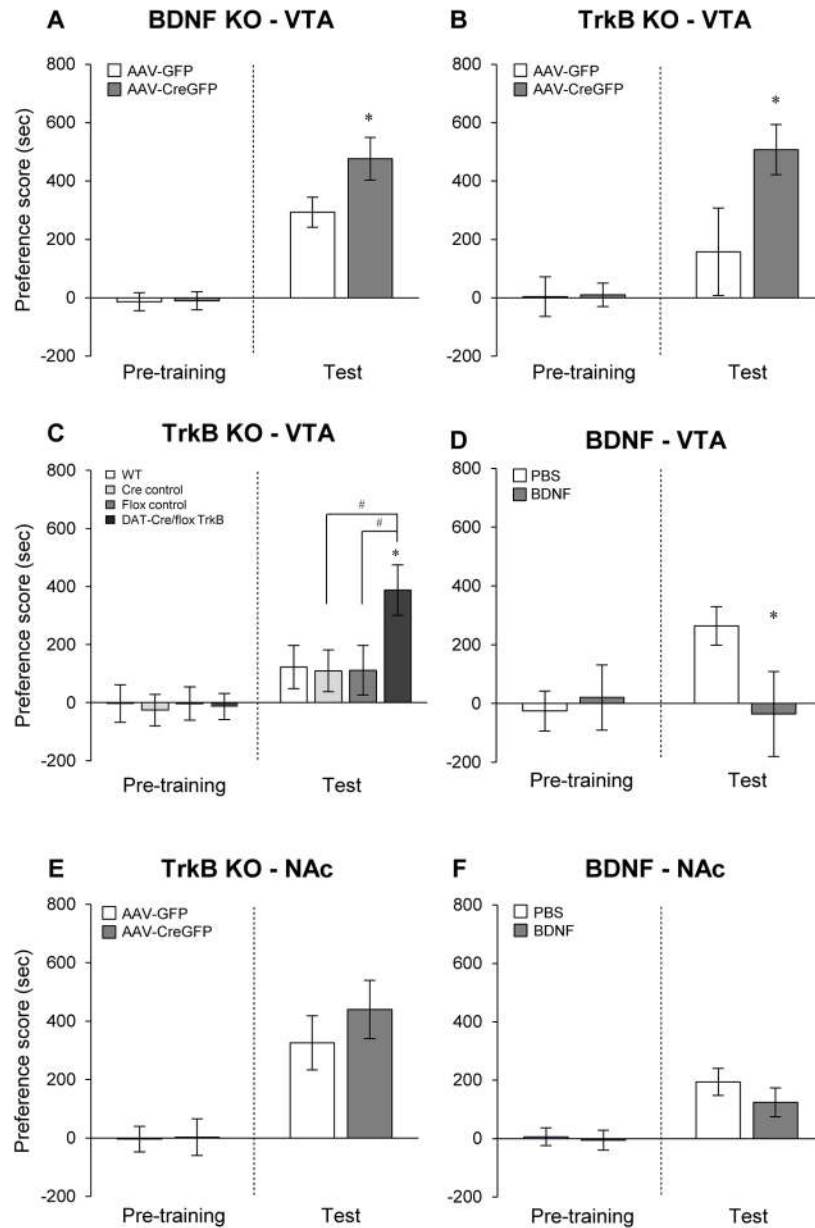 A BDNF KO - VTA
Preference score (sec)
800
600
400
200
0
-200
AAV-GFP
AAV-CreGFP
*
Pre-training Test
B TrkB KO - VTA
800
600
400
200
0
-200
AAV-GFP
AAV-CreGFP
*
Pre-training Test
C TrkB KO - VTA
Preference score (sec)
800
600
400
200
0
-200
WT
Cre control
Flox control
DAT-Cre/flox TrkB
#
#
*
Pre-training Test
D BDNF - VTA
800
600
400
200
0
-200
PBS
BDNF
*
Pre-training Test
E TrkB KO - NAc
Preference score (sec)
800
600
400
200
0
-200
AAV-GFP
AAV-CreGFP
Pre-training Test
F BDNF - NAc
800
600
400
200
0
-200
PBS
BDNF
Pre-training Test